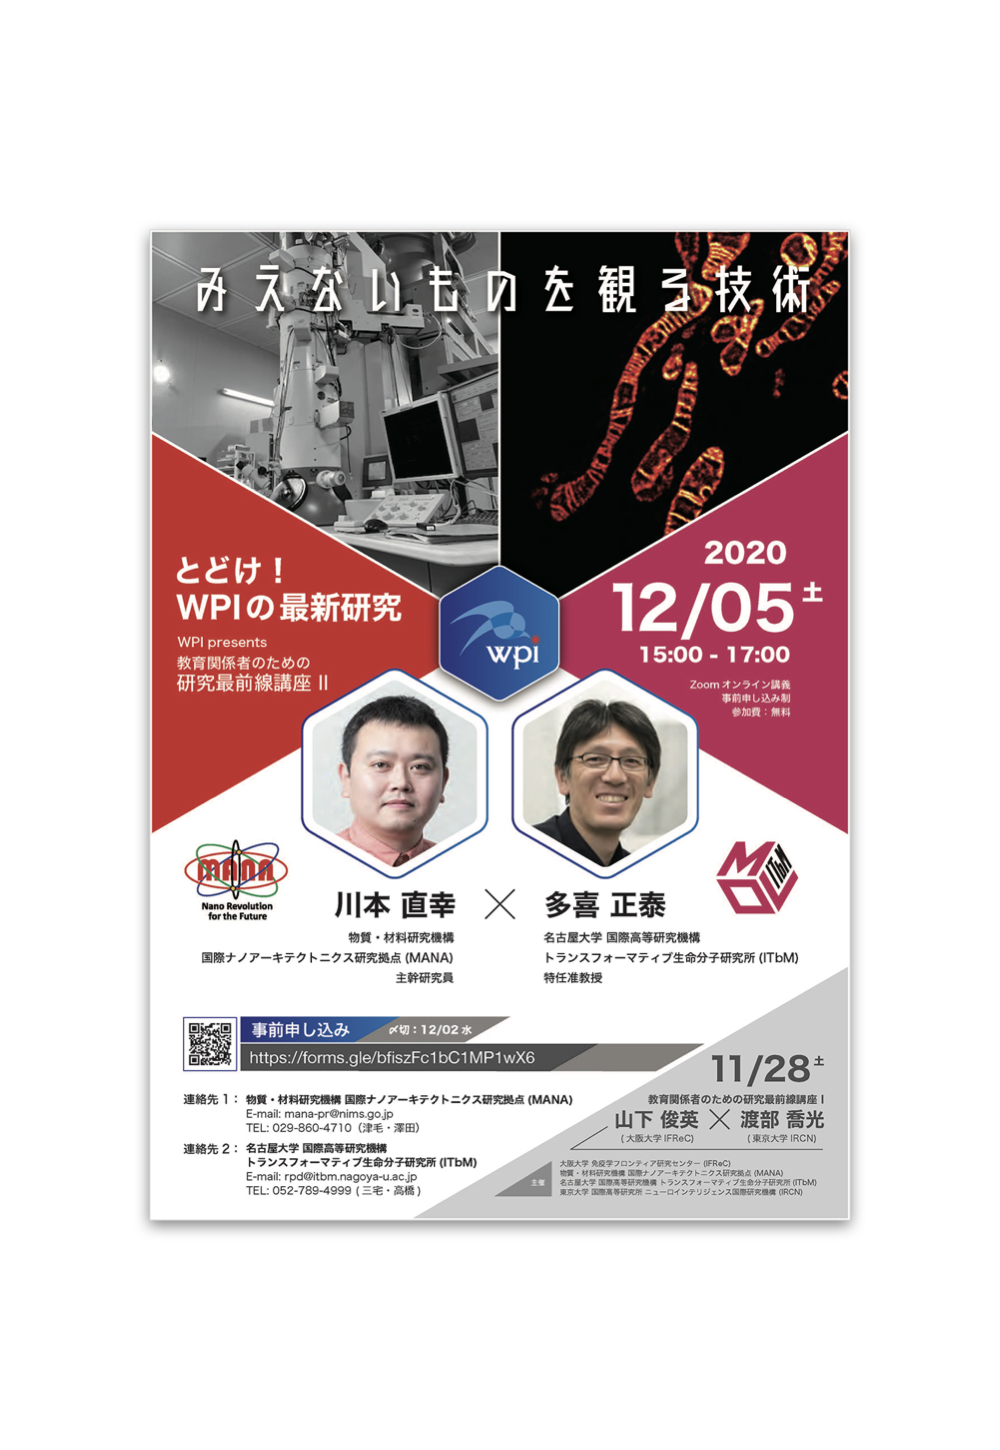 みえないものを観る技術
とどけ！
WPIの最新研究
WPI presents
教育関係者のための
研究最前線講座 II
2020
12/05 土
15:00 - 17:00
Zoom オンライン講義
事前申し込み制
参加費：無料
wpi
MANA
Nano Revolution
for the Future
川本 直幸
×
多喜 正泰
ITbM
物質・材料研究機構
国際ナノアーキテクトニクス研究拠点 (MANA)
主幹研究員
名古屋大学 国際高等研究機構
トランスフォーマティブ生命分子研究所 (ITbM)
特任准教授
事前申し込み 〆切：12/02 水
https://forms.gle/bfiszFc1bC1MP1wX6
連絡先 1： 物質・材料研究機構 国際ナノアーキテクトニクス研究拠点 (MANA)
E-mail: mana-pr@nims.go.jp
TEL: 029-860-4710（津毛・澤田）
連絡先 2： 名古屋大学 国際高等研究機構
トランスフォーマティブ生命分子研究所 (ITbM)
E-mail: rpd@itbm.nagoya-u.ac.jp
TEL: 052-789-4999 ( 三宅・高橋 )
11/28 土
教育関係者のための研究最前線講座 I
山下 俊英 × 渡部 喬光
( 大阪大学 IFReC) ( 東京大学 IRCN)
主催
大阪大学 免疫学フロンティア研究センター (IFReC)
物質・材料研究機構 国際ナノアーキテクトニクス研究拠点 (MANA)
名古屋大学 国際高等研究機構 トランスフォーマティブ生命分子研究所 (ITbM)
東京大学 国際高等研究所 ニューロインテリジェンス国際研究機構 (IRCN)